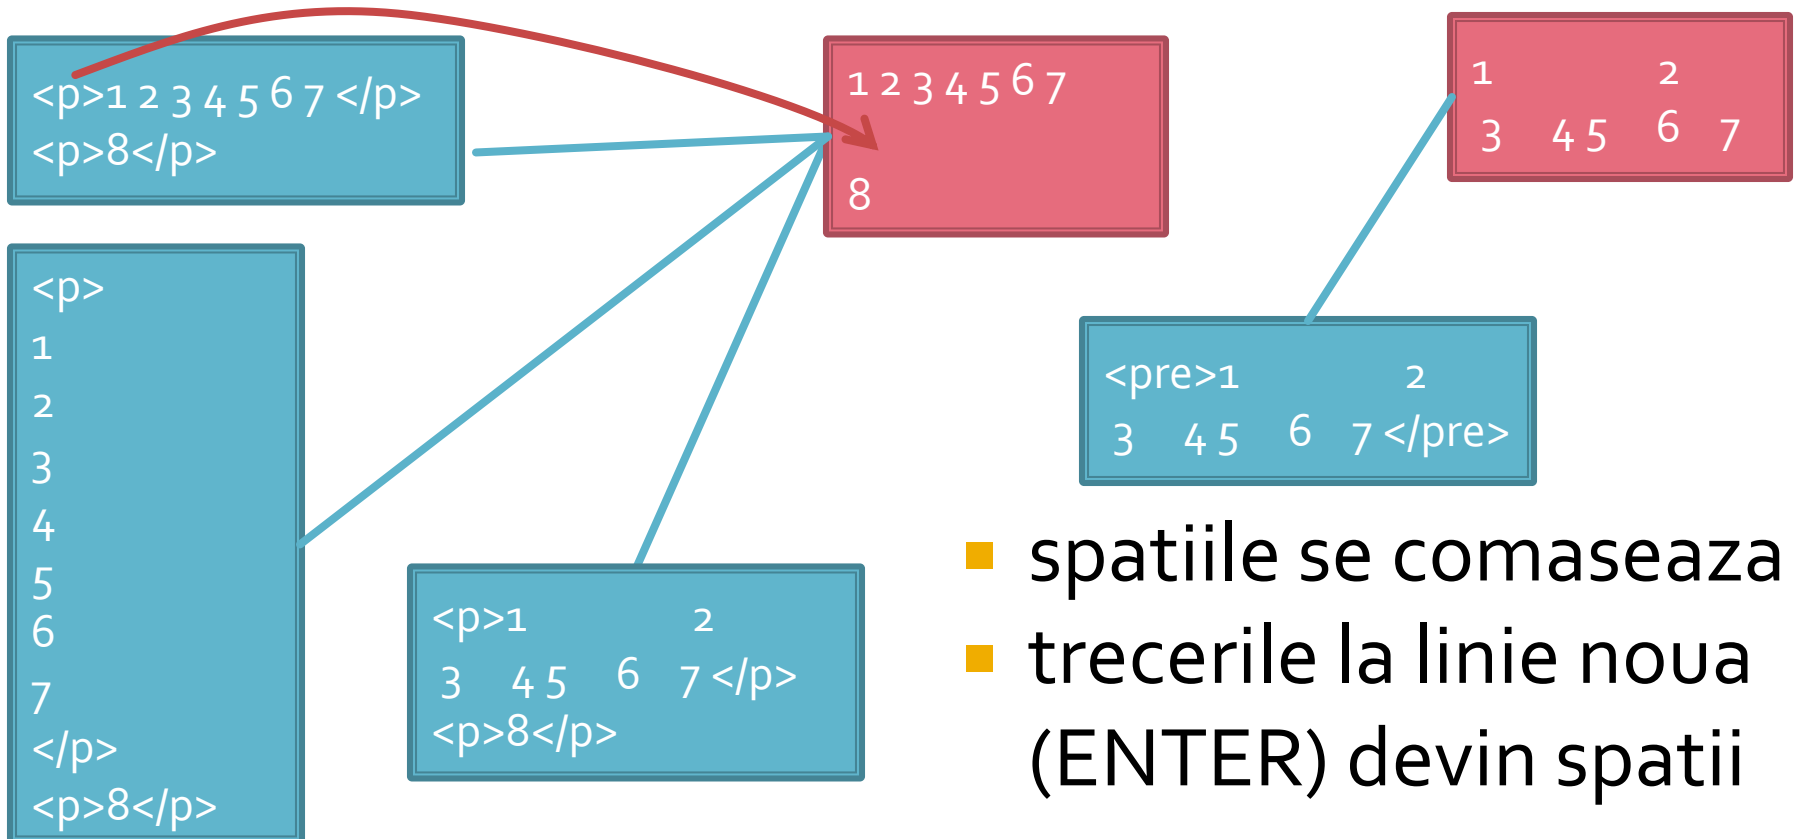 <p>1 2 3 4 5 6 7 </p>
<p>8</p>
1 2 3 4 5 6 7
8
1 2
3 4 5 6 7
<p>
1
2
3
4
5
6
7
</p>
<p>8</p>
<p>1 2
3 4 5 6 7 </p>
<p>8</p>
<pre>1 2
3 4 5 6 7 </pre>
spatiile se comaseaza
trecerile la linie noua
(ENTER) devin spatii